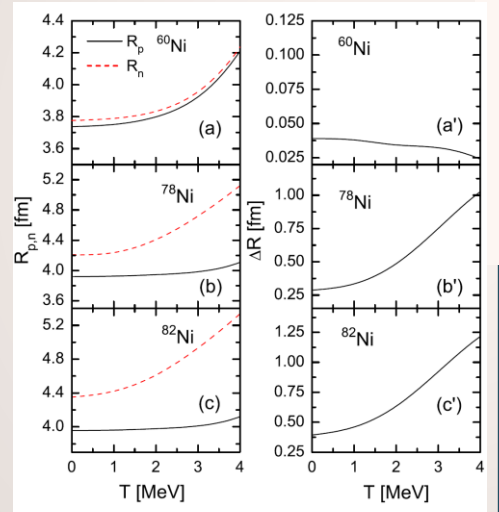 4.4
4.2
4.0
3.8
3.6
R_p
R_n
⁶⁰Ni
(a)
0.125
0.100
0.075
0.050
0.025
⁶⁰Ni
(a')
5.2
4.8
4.4
4.0
3.6
⁷⁸Ni
(b)
R_p,n [fm]
1.00
0.75
0.50
0.25
⁷⁸Ni
(b')
ΔR [fm]
5.2
4.8
4.4
4.0
⁸²Ni
(c)
1.25
1.00
0.75
0.50
0.25
⁸²Ni
(c')
0 1 2 3 4
T [MeV]
0 1 2 3 4
T [MeV]